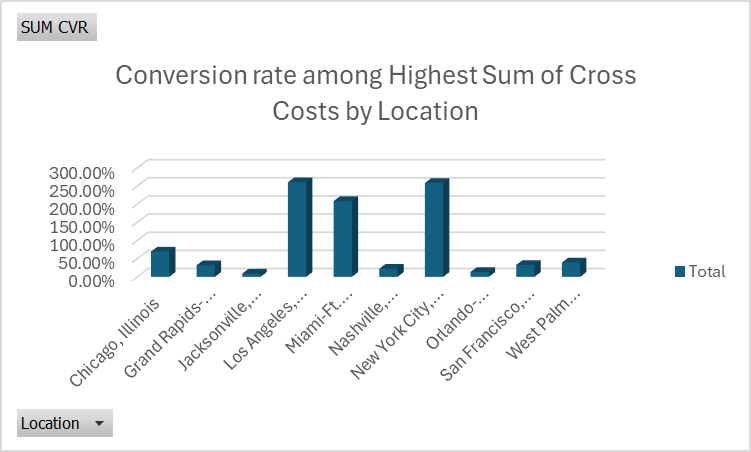 SUM CVR
Conversion rate among Highest Sum of Cross
Costs by Location
300.00%
250.00%
200.00%
150.00%
100.00%
50.00%
0.00%
Chicago, Illinois
Grand Rapids-...
Jacksonville,...
Los Angeles,...
Miami-Ft....
Nashville,...
New York City,...
Orlando-...
San Francisco,...
West Palm...
Total
Location